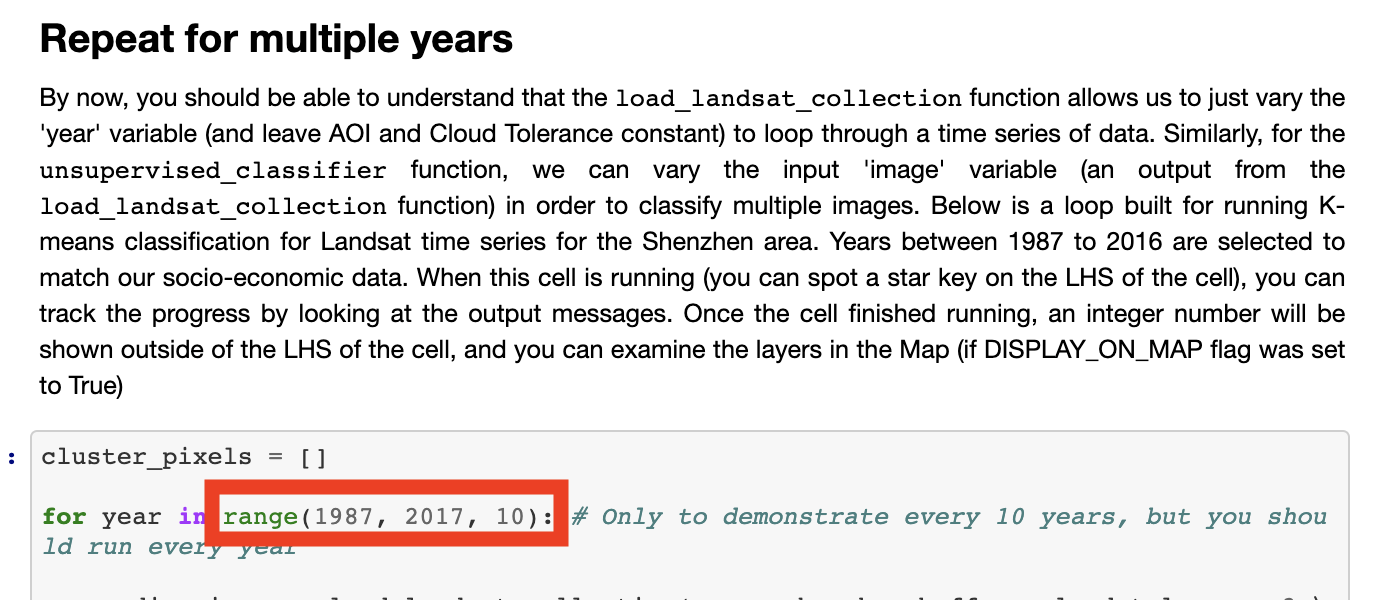 Repeat for multiple years
By now, you should be able to understand that the load_landsat_collection function allows us to just vary the
'year' variable (and leave AOI and Cloud Tolerance constant) to loop through a time series of data. Similarly, for the
unsupervised_classifier function, we can vary the input 'image' variable (an output from the
load_landsat_collection function) in order to classify multiple images. Below is a loop built for running K-
means classification for Landsat time series for the Shenzhen area. Years between 1987 to 2016 are selected to
match our socio-economic data. When this cell is running (you can spot a star key on the LHS of the cell), you can
track the progress by looking at the output messages. Once the cell finished running, an integer number will be
shown outside of the LHS of the cell, and you can examine the layers in the Map (if DISPLAY_ON_MAP flag was set
to True)
: cluster_pixels = []
for year in range(1987, 2017, 10): # Only to demonstrate every 10 years, but you shou
ld run every year